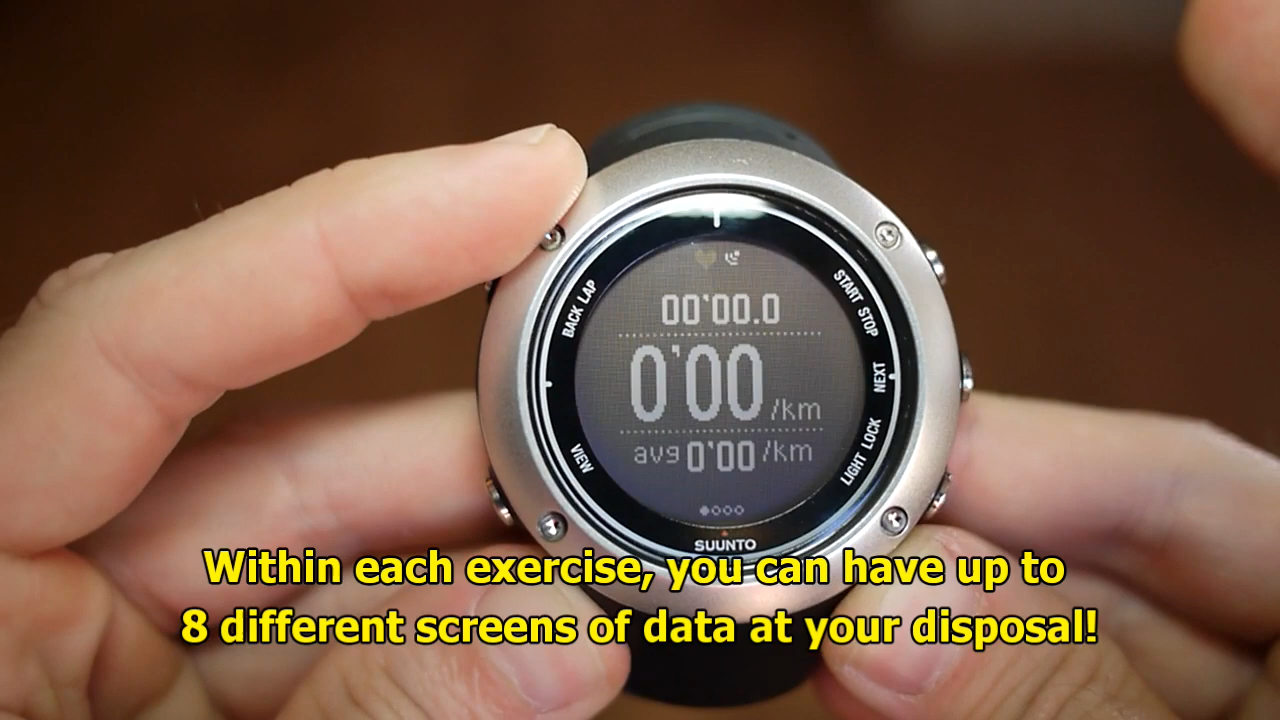 BACK LAP
START STOP
00'00.0
0'00 /km
NEXT
avg 0'00 /km
VIEW
LIGHT LOCK
SUUNTO
Within each exercise, you can have up to
8 different screens of data at your disposal!